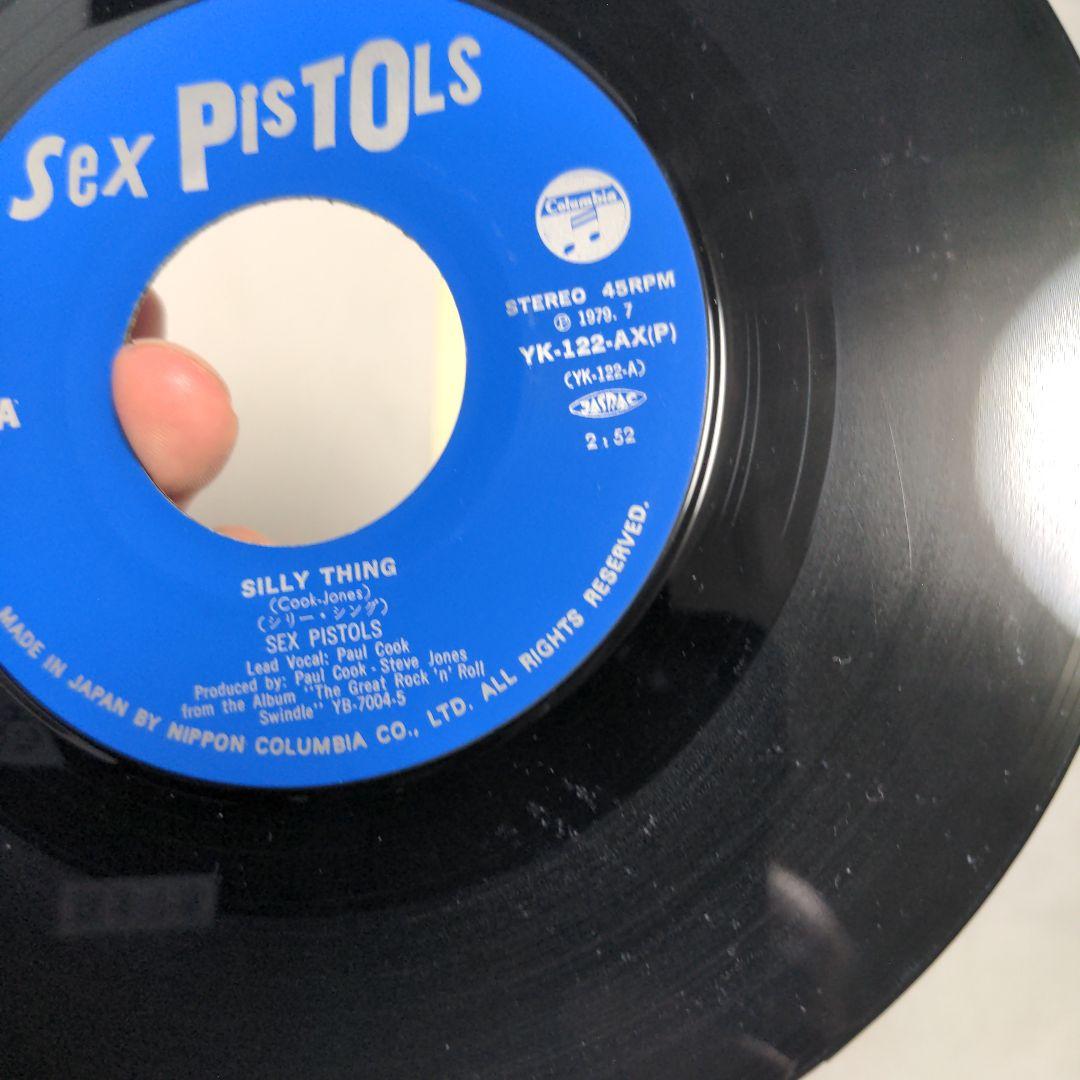 Sex PISTOLS
Columbia
STEREO 45RPM
Ⓟ 1979. 7
YK-122-AX(P)
(YK-122-A)
JASRAC
2:52
A
SILLY THING
(Cook-Jones)
(シリー・シング)
SEX PISTOLS
Lead Vocal: Paul Cook
Produced by: Paul Cook - Steve Jones
from the Album "The Great Rock 'n' Roll
Swindle" YB-7004-5
MADE IN JAPAN BY NIPPON COLUMBIA CO., LTD. ALL RIGHTS RESERVED.